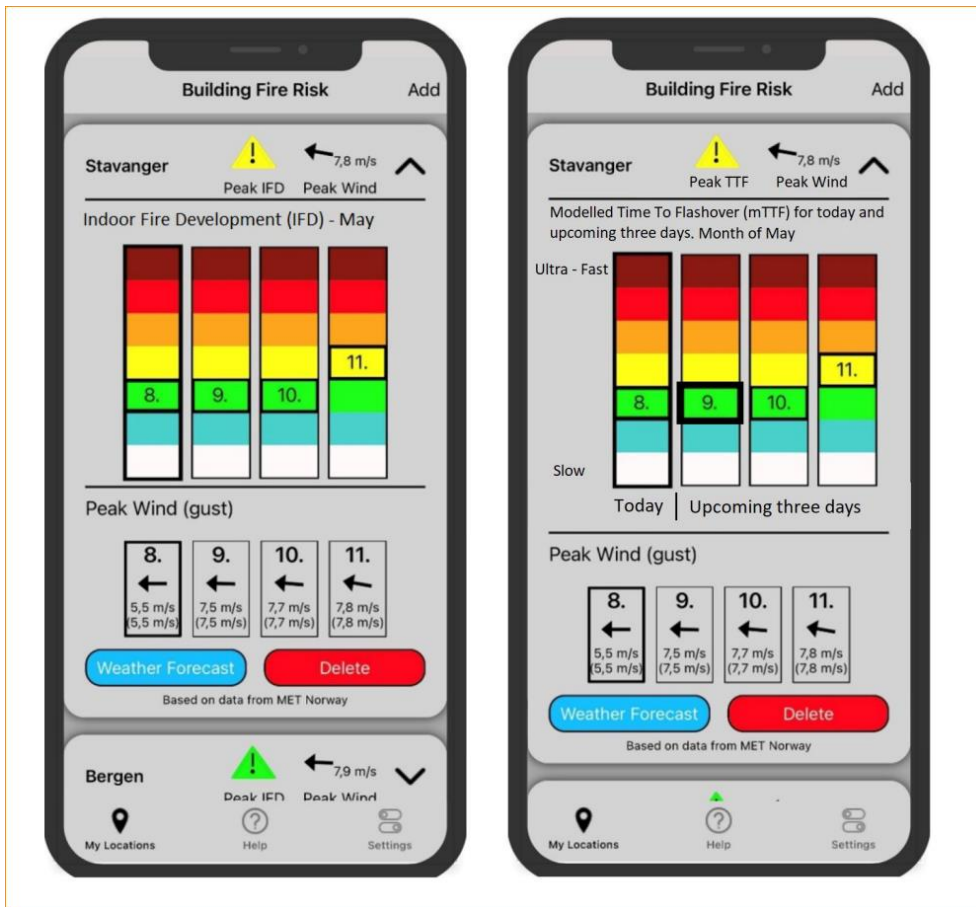 Building Fire Risk Add
Stavanger
7,8 m/s
Peak IFD Peak Wind
Indoor Fire Development (IFD) - May
11.
8. 9. 10.
Peak Wind (gust)
8. 9. 10. 11.
5,5 m/s 7,5 m/s 7,7 m/s 7,8 m/s
(5,5 m/s) (7,5 m/s) (7,7 m/s) (7,8 m/s)
Weather Forecast Delete
Based on data from MET Norway
Bergen
7,9 m/s
Peak IFD Peak Wind
My Locations Help Settings
Building Fire Risk Add
Stavanger
7,8 m/s
Peak TTF Peak Wind
Modelled Time To Flashover (mTTF) for today and
upcoming three days. Month of May
Ultra - Fast
11.
8. 9. 10.
Slow
Today Upcoming three days
Peak Wind (gust)
8. 9. 10. 11.
5,5 m/s 7,5 m/s 7,7 m/s 7,8 m/s
(5,5 m/s) (7,5 m/s) (7,7 m/s) (7,8 m/s)
Weather Forecast Delete
Based on data from MET Norway
My Locations Help Settings